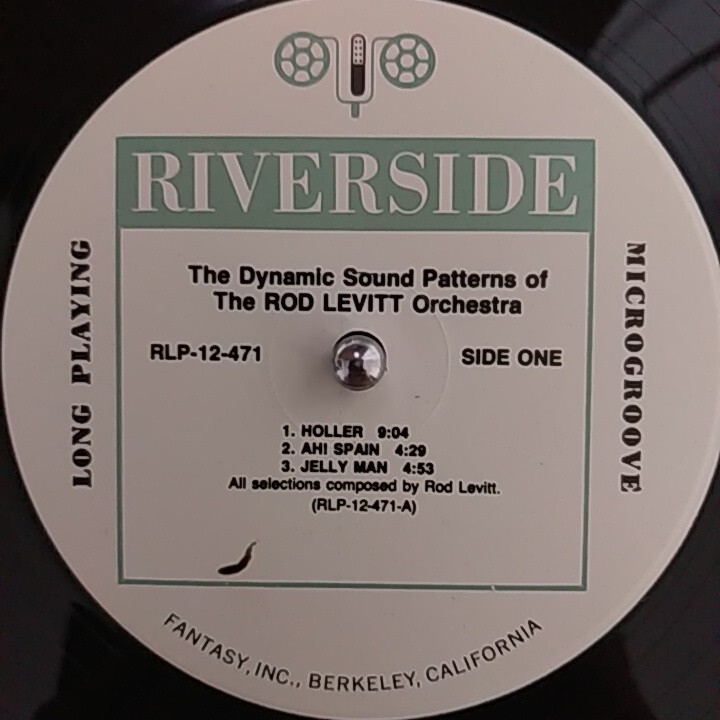 RIVERSIDE
LONG PLAYING
MICROGROOVE
The Dynamic Sound Patterns of
The ROD LEVITT Orchestra
RLP-12-471
SIDE ONE
1. HOLLER 9:04
2. AH! SPAIN 4:29
3. JELLY MAN 4:53
All selections composed by Rod Levitt.
(RLP-12-471-A)
FANTASY, INC., BERKELEY, CALIFORNIA